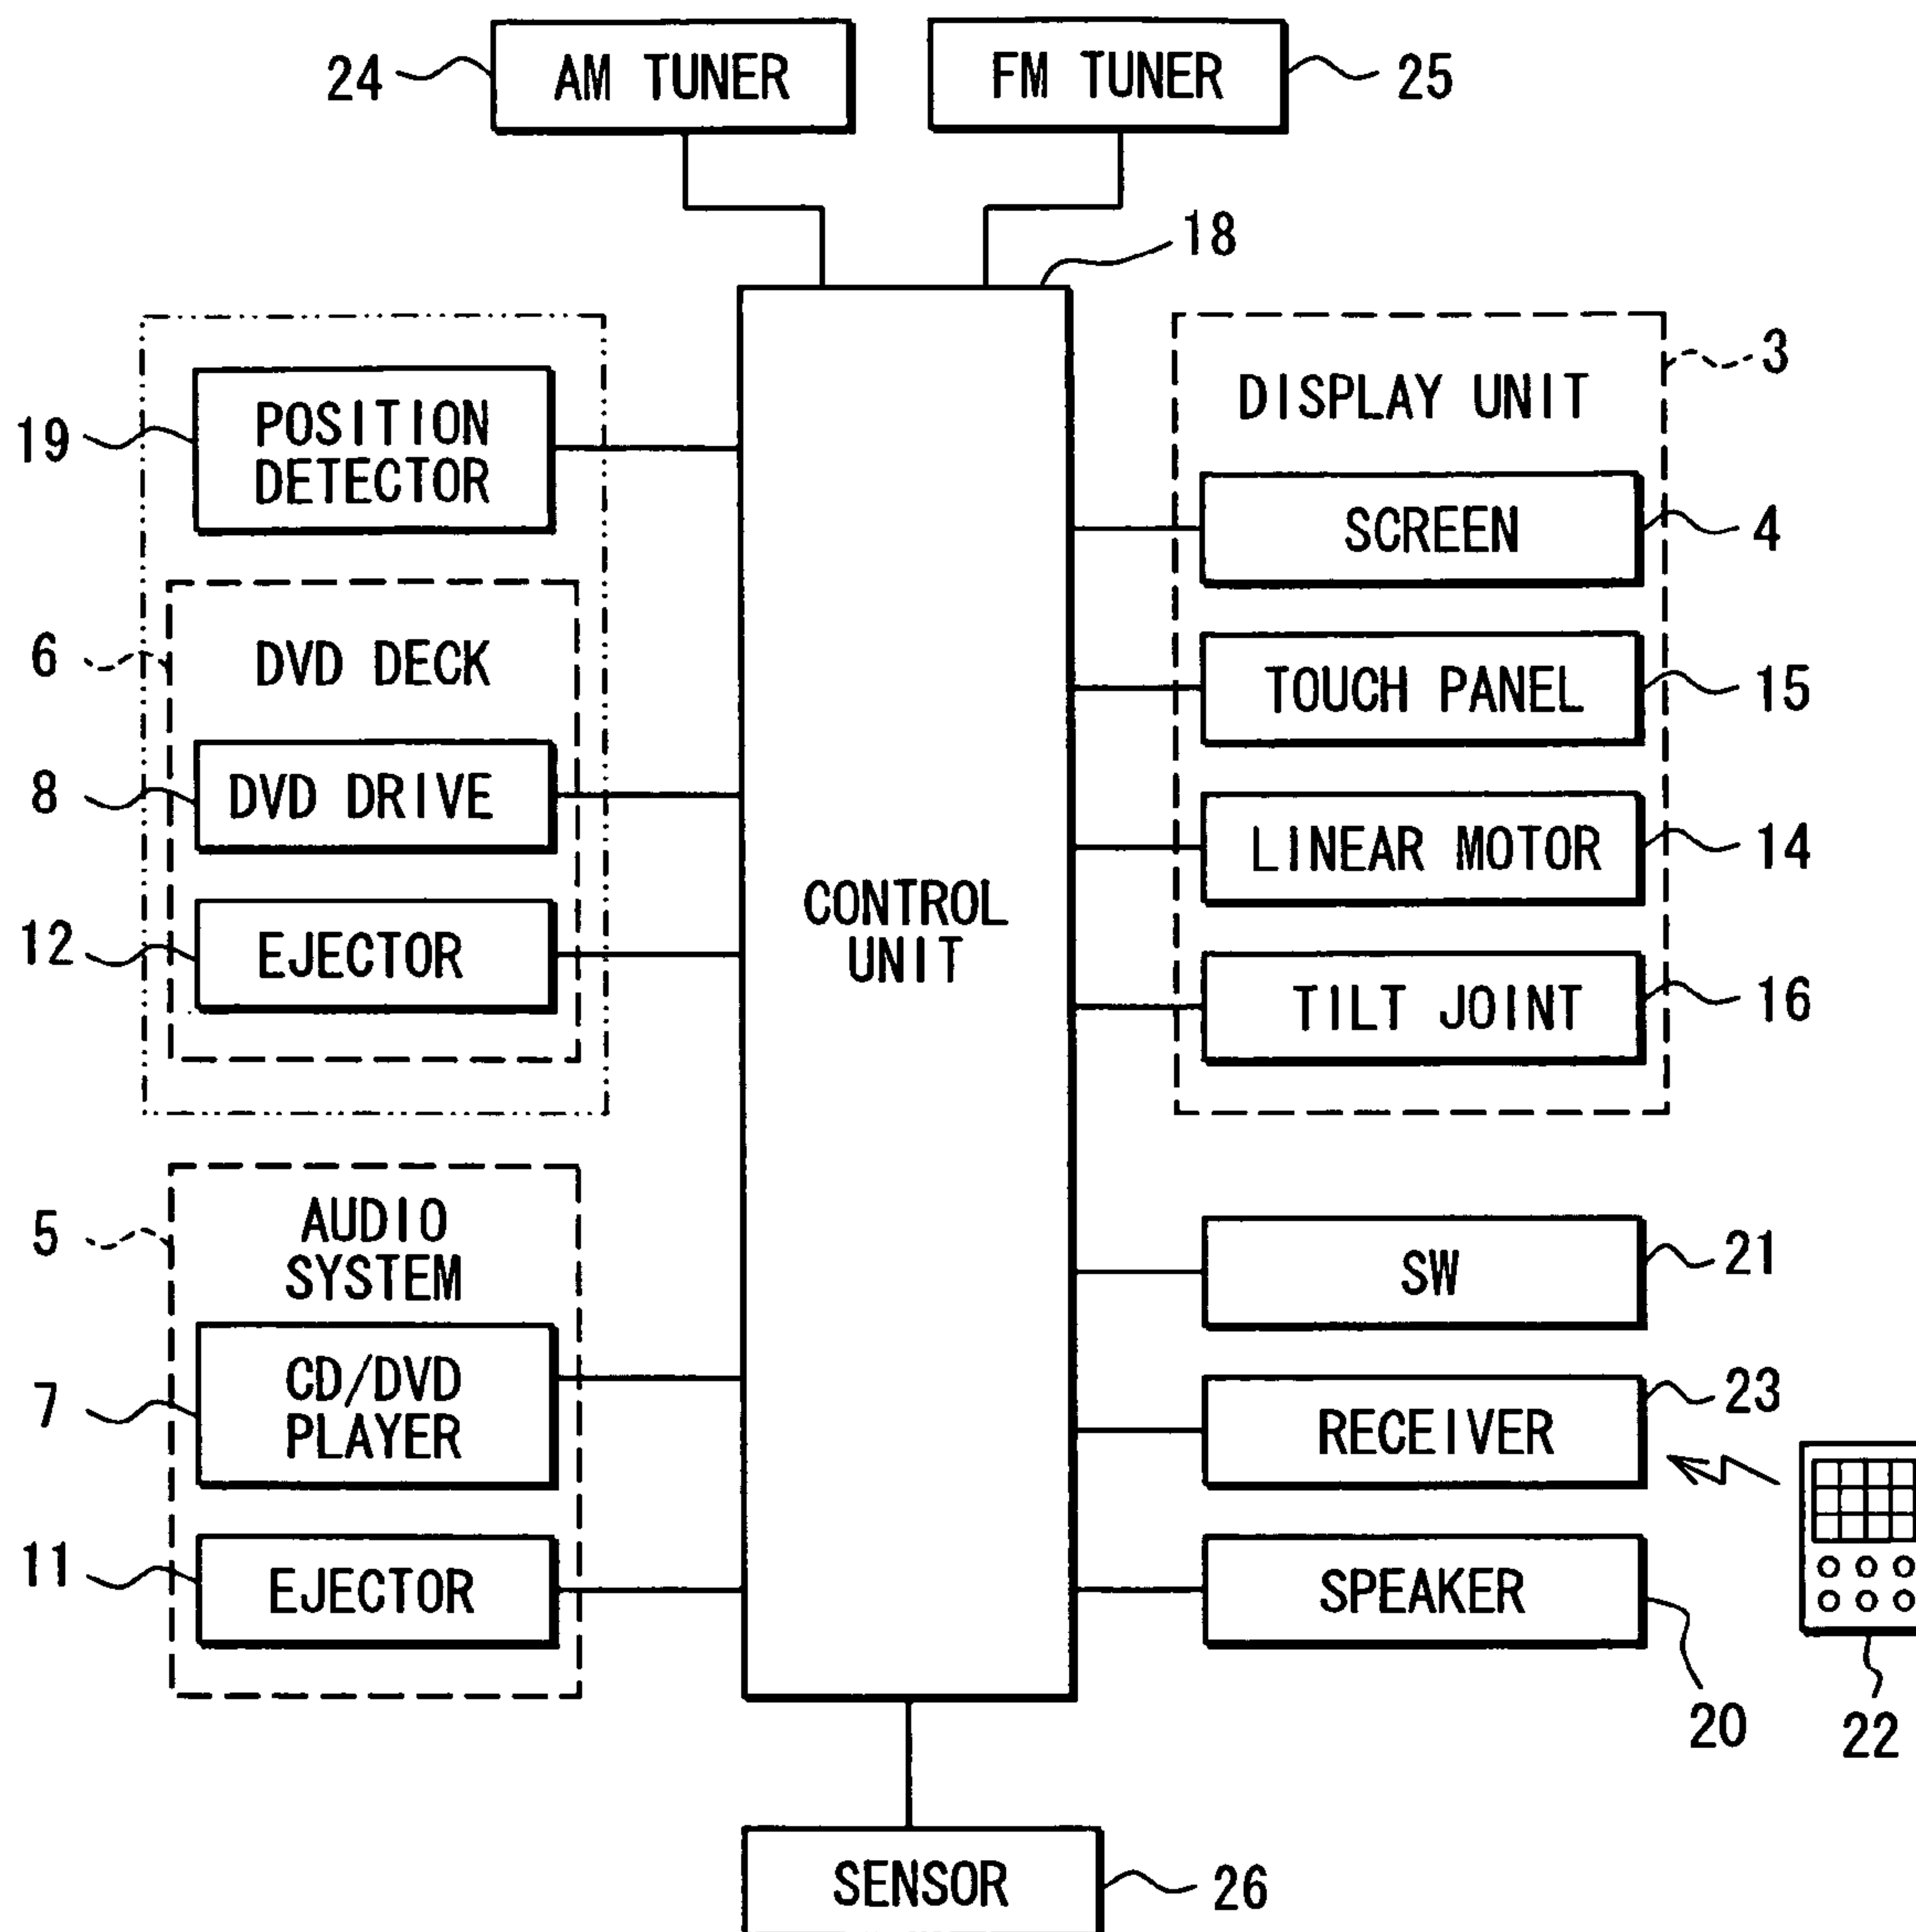 24
AM TUNER
FM TUNER
25
18
3
DISPLAY UNIT
19
POSITION
DETECTOR
SCREEN
4
6
DVD DECK
TOUCH PANEL
15
8
DVD DRIVE
LINEAR MOTOR
14
12
EJECTOR
CONTROL
UNIT
TILT JOINT
16
5
AUDIO
SYSTEM
SW
21
7
CD/DVD
PLAYER
RECEIVER
23
11
EJECTOR
SPEAKER
20
22
SENSOR
26